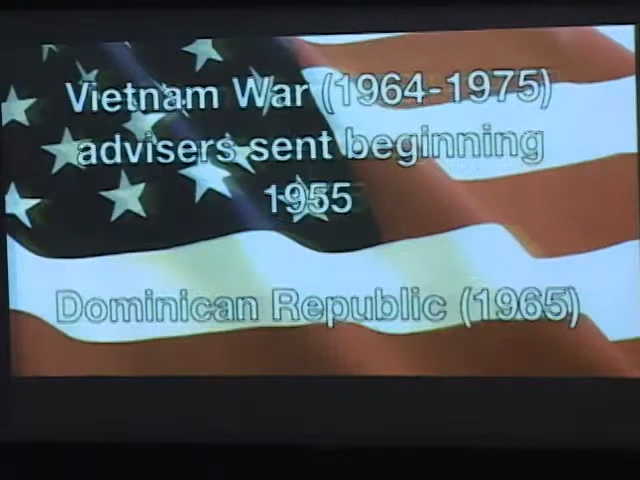 Vietnam War (1964-1975)
advisers sent beginning
1955
Dominican Republic (1965)